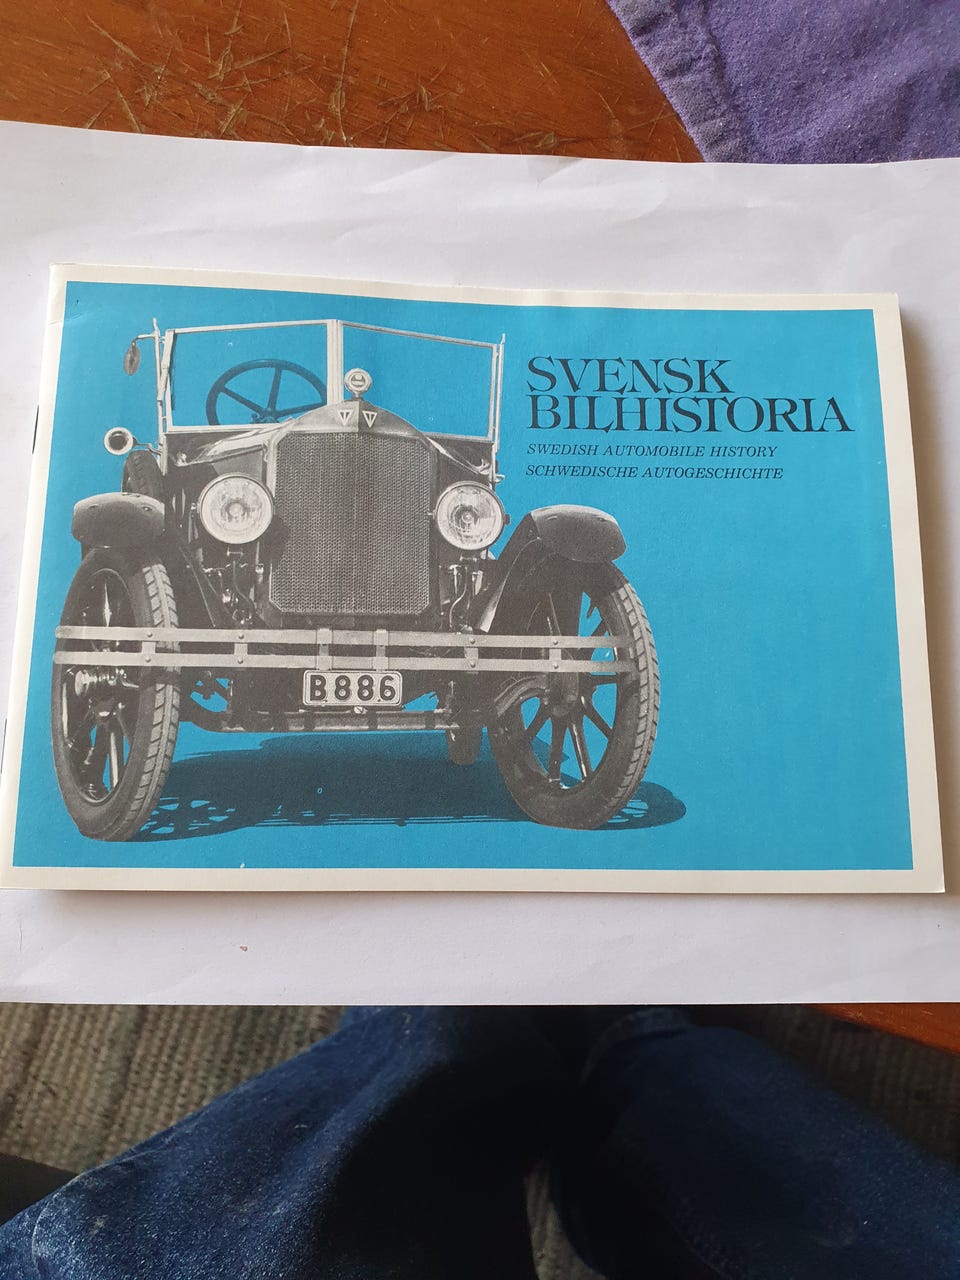 SVENSK
BILHISTORIA
SWEDISH AUTOMOBILE HISTORY
SCHWEDISCHE AUTOGESCHICHTE
B886